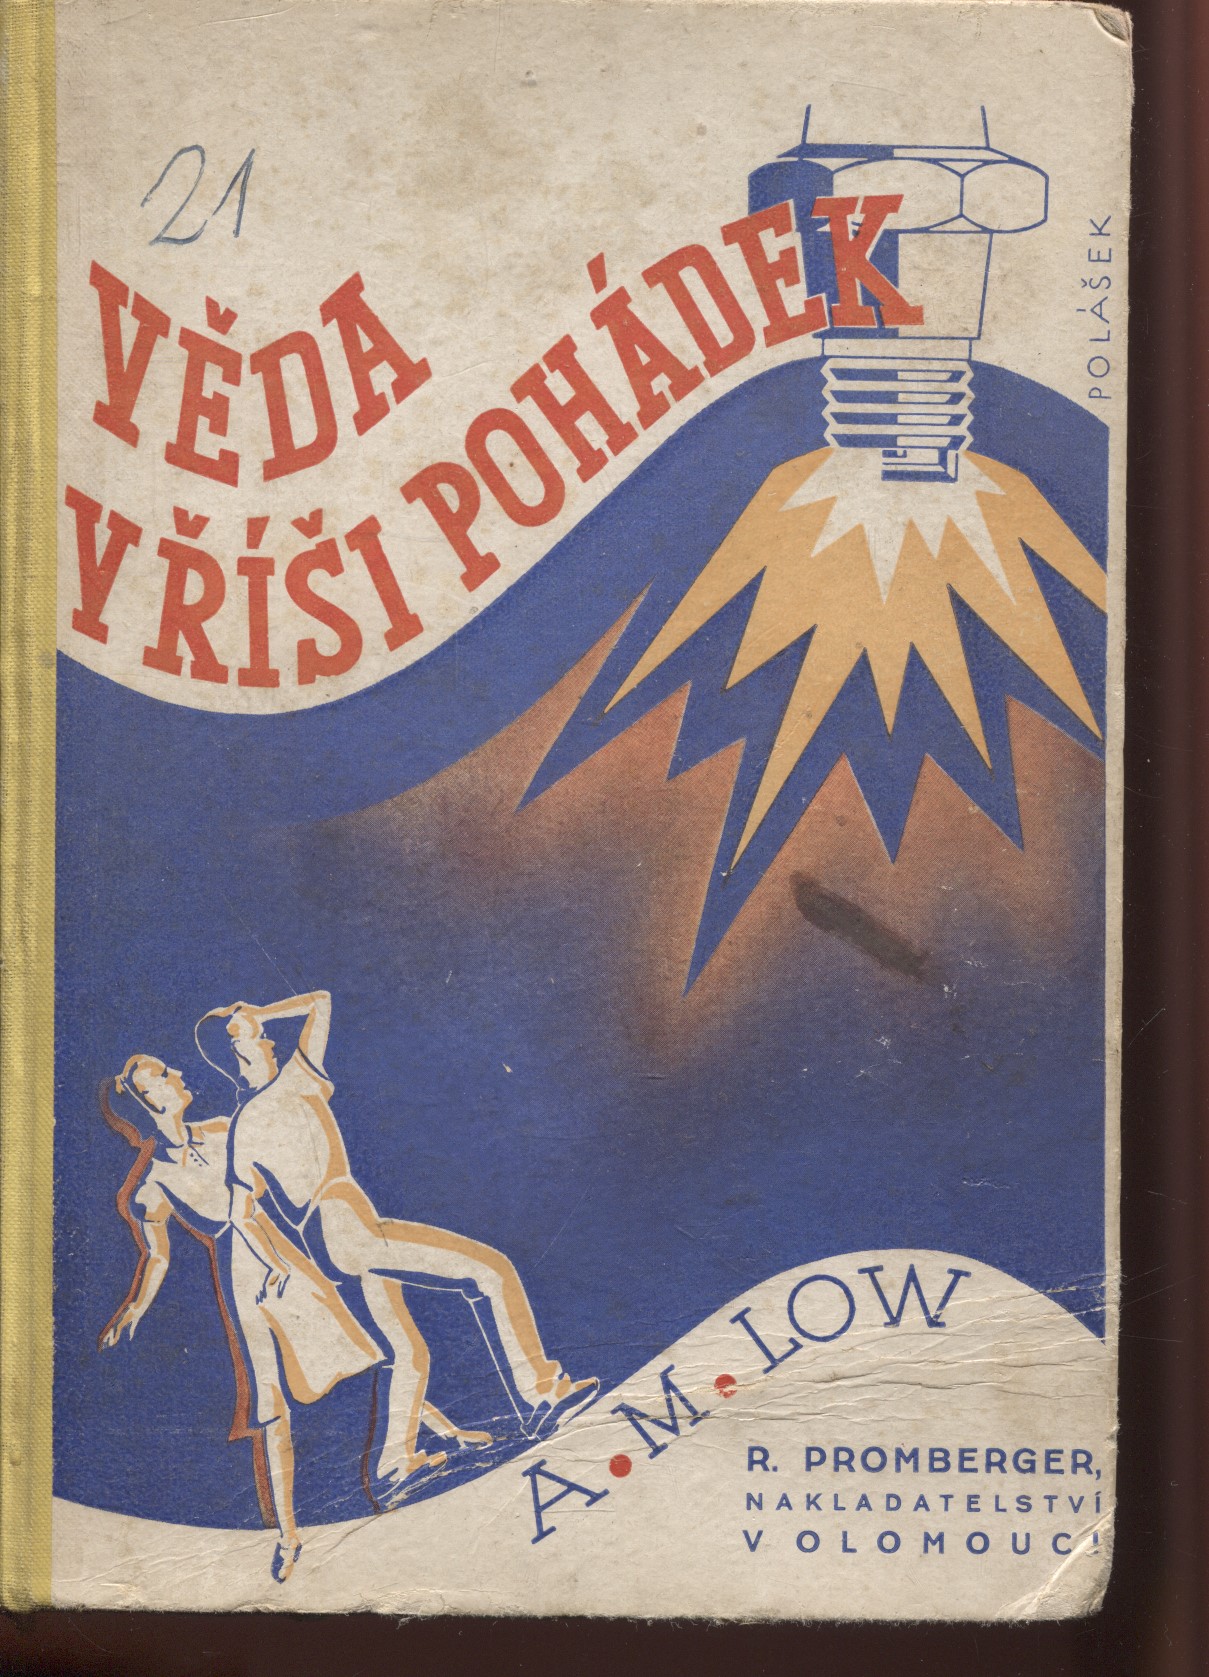 21
VĚDA
V ŘÍŠI POHÁDEK
POLÁŠEK
A·M·LOW
R. PROMBERGER,
NAKLADATELSTVÍ
V OLOMOUCI